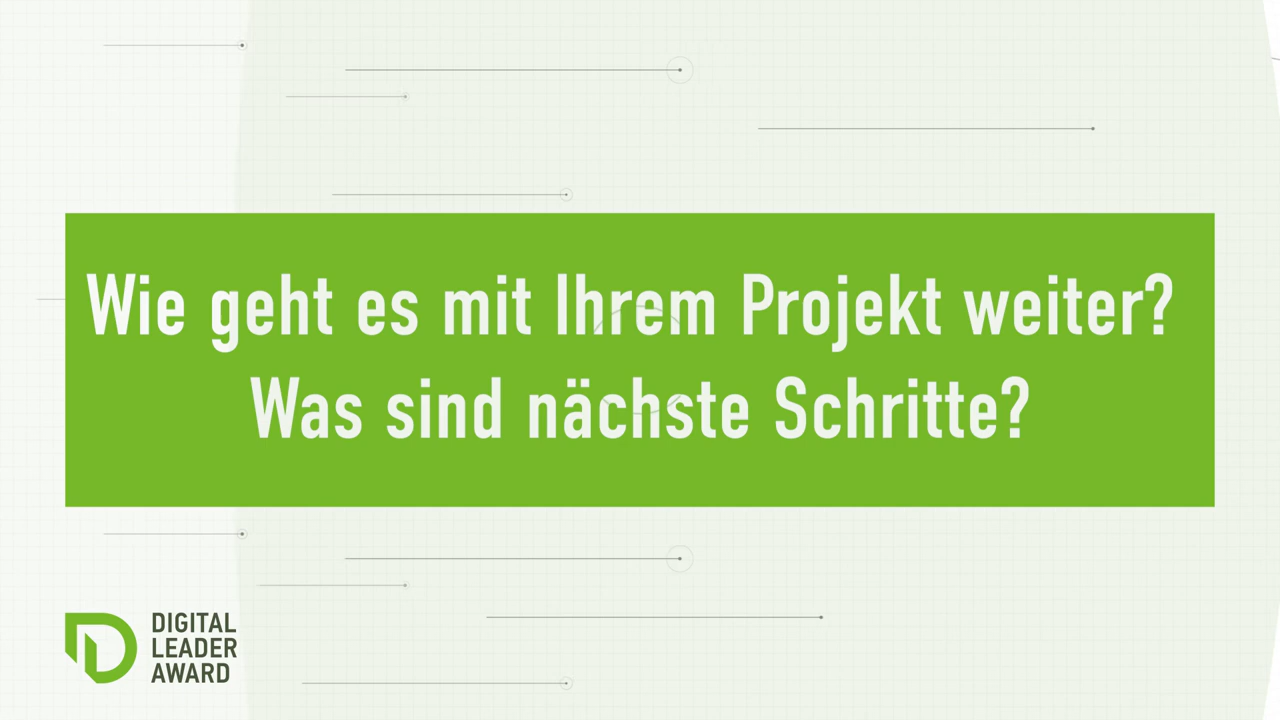 Wie geht es mit Ihrem Projekt weiter?
Was sind nächste Schritte?
DIGITAL
LEADER
AWARD